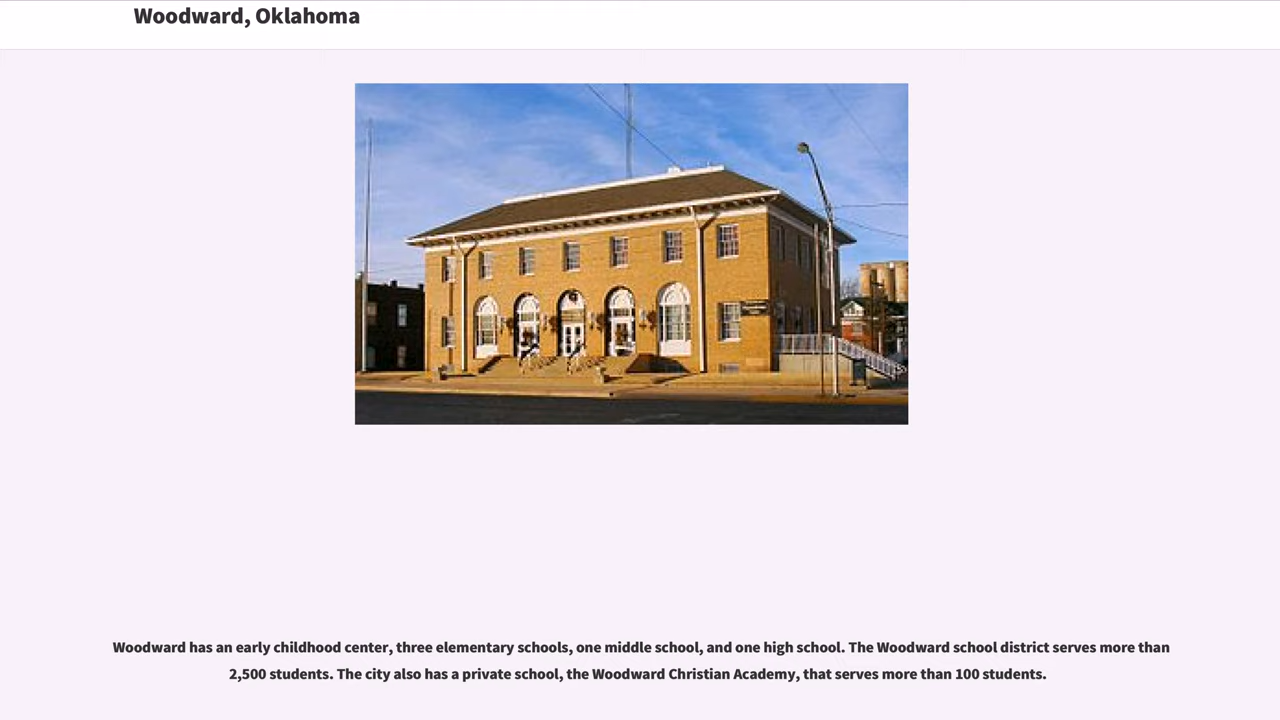 Woodward, Oklahoma
Woodward has an early childhood center, three elementary schools, one middle school, and one high school. The Woodward school district serves more than
2,500 students. The city also has a private school, the Woodward Christian Academy, that serves more than 100 students.